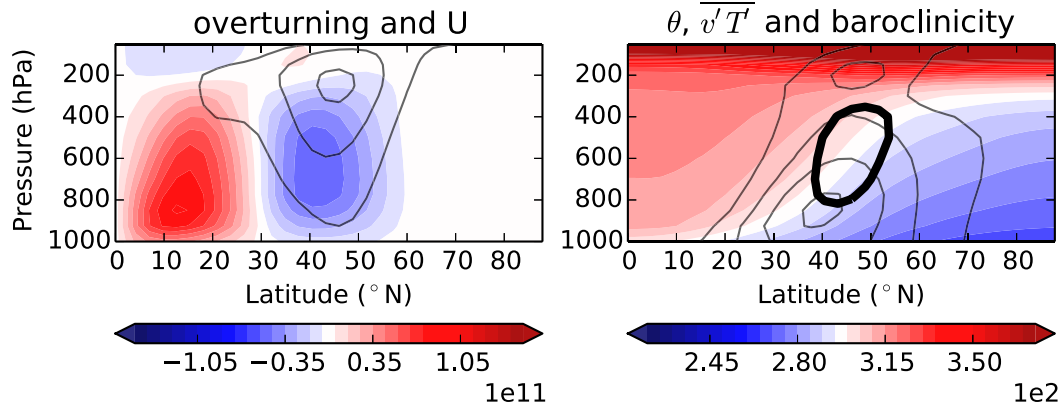 overturning and U
Pressure (hPa)
200
400
600
800
1000
0 10 20 30 40 50 60 70 80
Latitude (°N)
−1.05 −0.35 0.35 1.05
1e11
θ, v′T′ and baroclinicity
200
400
600
800
1000
0 10 20 30 40 50 60 70 80
Latitude (°N)
2.45 2.80 3.15 3.50
1e2